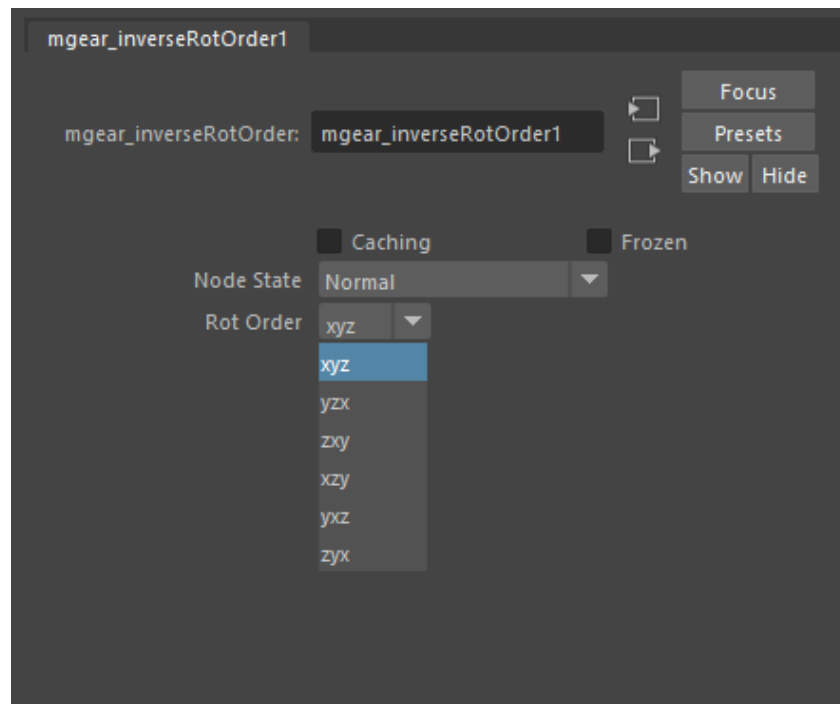 mgear_inverseRotOrder1
Focus
mgear_inverseRotOrder: mgear_inverseRotOrder1
Presets
Show Hide
Caching Frozen
Node State Normal
Rot Order xyz
xyz
yzx
zxy
xzy
yxz
zyx